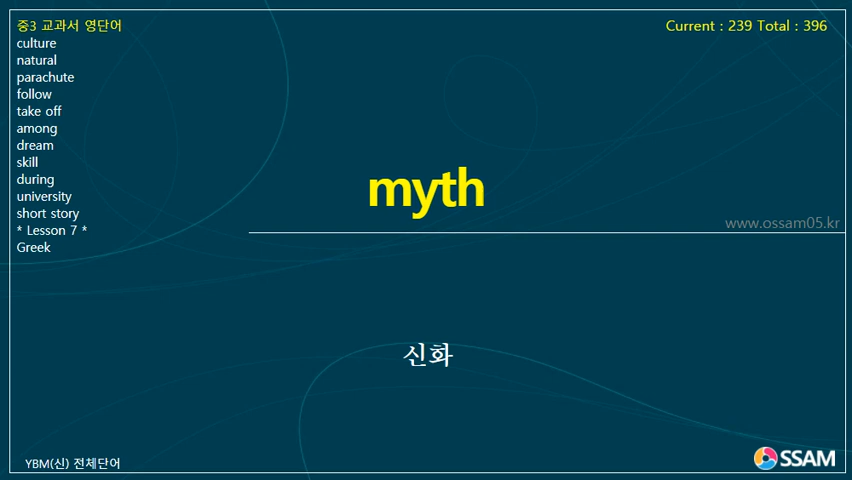 중3 교과서 영단어
Current : 239 Total : 396
culture
natural
parachute
follow
take off
among
dream
skill
during
university
short story
* Lesson 7 *
Greek
myth
www.ossam05.kr
신화
YBM(신) 전체단어
SSAM